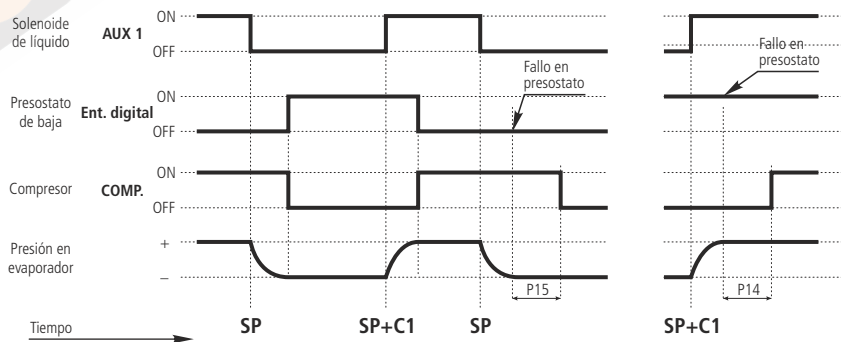 Solenoide
de líquido
AUX 1
ON
OFF
Fallo en
presostato
Fallo en
presostato
Presostato
de baja
Ent. digital
ON
OFF
Compresor
COMP.
ON
OFF
Presión en
evaporador
+
–
P15
P14
Tiempo
SP
SP+C1
SP
SP+C1